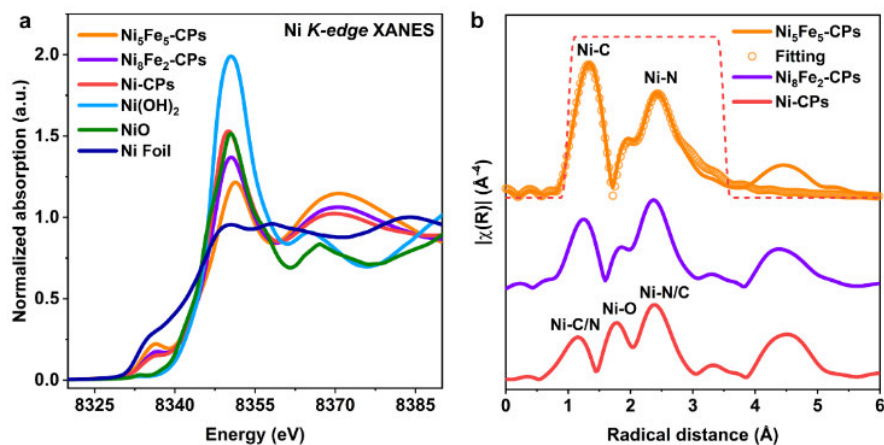 a
Ni K-edge XANES
Ni₅Fe₅-CPs
Ni₈Fe₂-CPs
Ni-CPs
Ni(OH)₂
NiO
Ni Foil
Normalized absorption (a.u.)
2.0
1.5
1.0
0.5
0.0
8325 8340 8355 8370 8385
Energy (eV)
b
Ni-C
Ni-N
Ni₅Fe₅-CPs
Fitting
Ni₈Fe₂-CPs
Ni-CPs
|χ(R)| (Å⁻⁴)
Ni-C/N
Ni-O
Ni-N/C
0 1 2 3 4 5 6
Radical distance (Å)